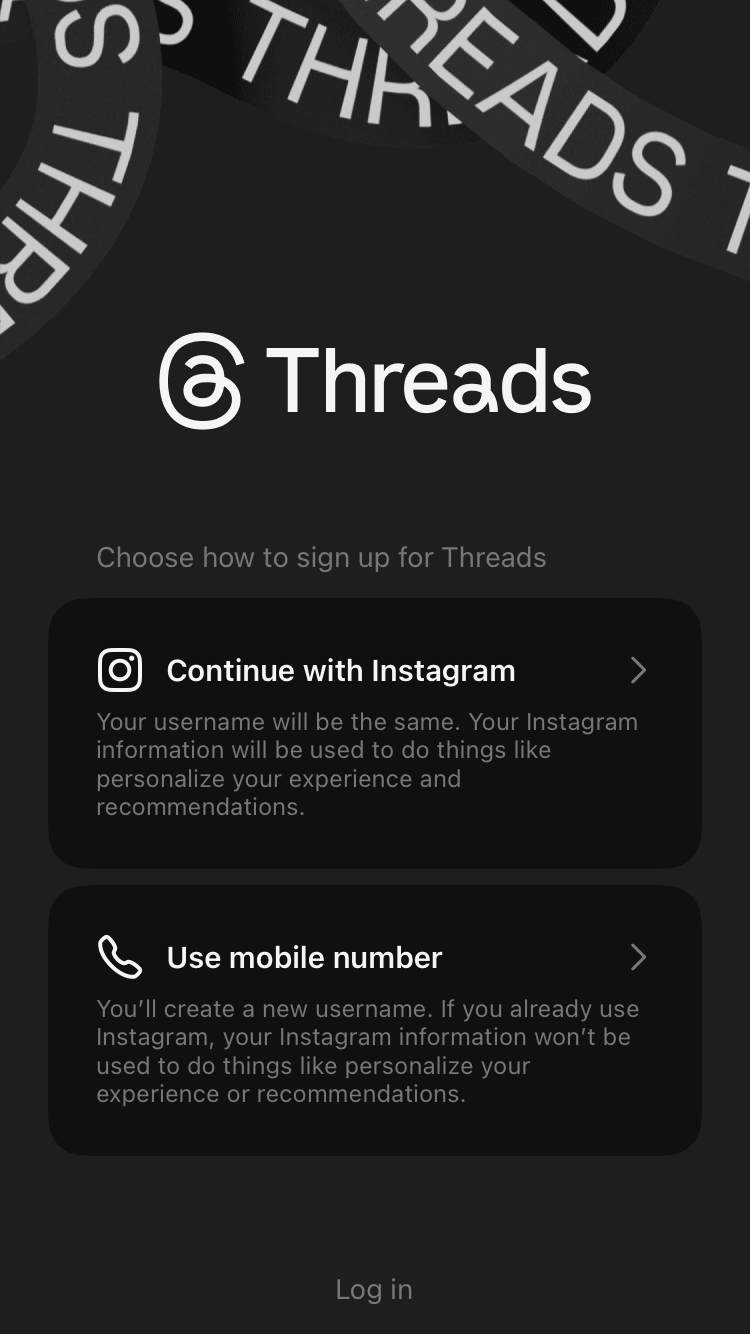 S THR
READS T
S THR
Threads
Choose how to sign up for Threads
Continue with Instagram
Your username will be the same. Your Instagram
information will be used to do things like
personalize your experience and
recommendations.
Use mobile number
You’ll create a new username. If you already use
Instagram, your Instagram information won’t be
used to do things like personalize your
experience or recommendations.
Log in